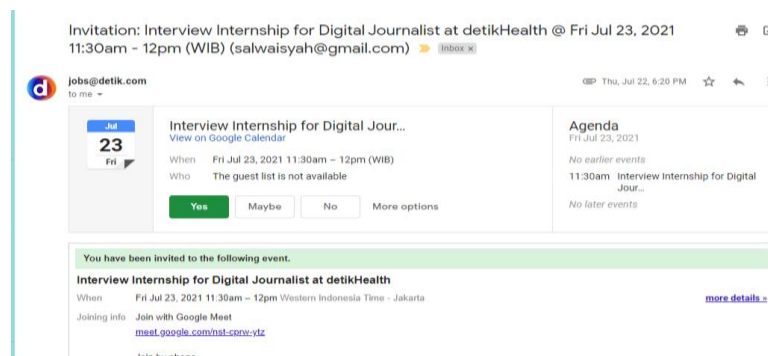 Invitation: Interview Internship for Digital Journalist at detikHealth @ Fri Jul 23, 2021
11:30am - 12pm (WIB) (salwaisyah@gmail.com) Inbox x
d
jobs@detik.com
to me
Thu, Jul 22, 6:20 PM
Jul
23
Fri
Interview Internship for Digital Jour...
View on Google Calendar
When Fri Jul 23, 2021 11:30am – 12pm (WIB)
Who The guest list is not available
Yes Maybe No More options
Agenda
Fri Jul 23, 2021
No earlier events
11:30am Interview Internship for Digital
Jour...
No later events
You have been invited to the following event.
Interview Internship for Digital Journalist at detikHealth
When Fri Jul 23, 2021 11:30am – 12pm Western Indonesia Time - Jakarta
more details »
Joining info Join with Google Meet
meet.google.com/nst-cprw-ytz